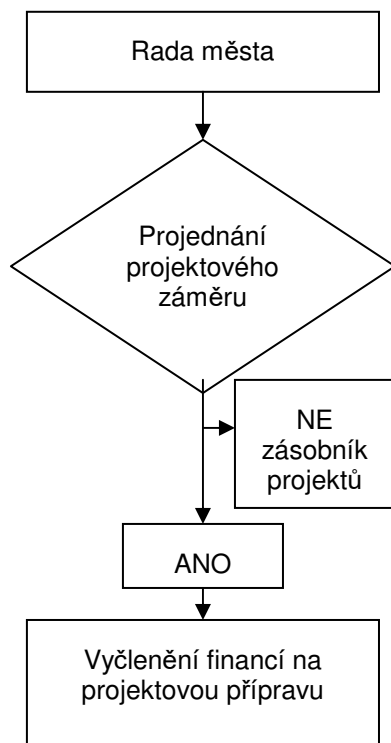 Rada města
Projednání
projektového
záměru
NE
zásobník
projektů
ANO
Vyčlenění financí na
projektovou přípravu